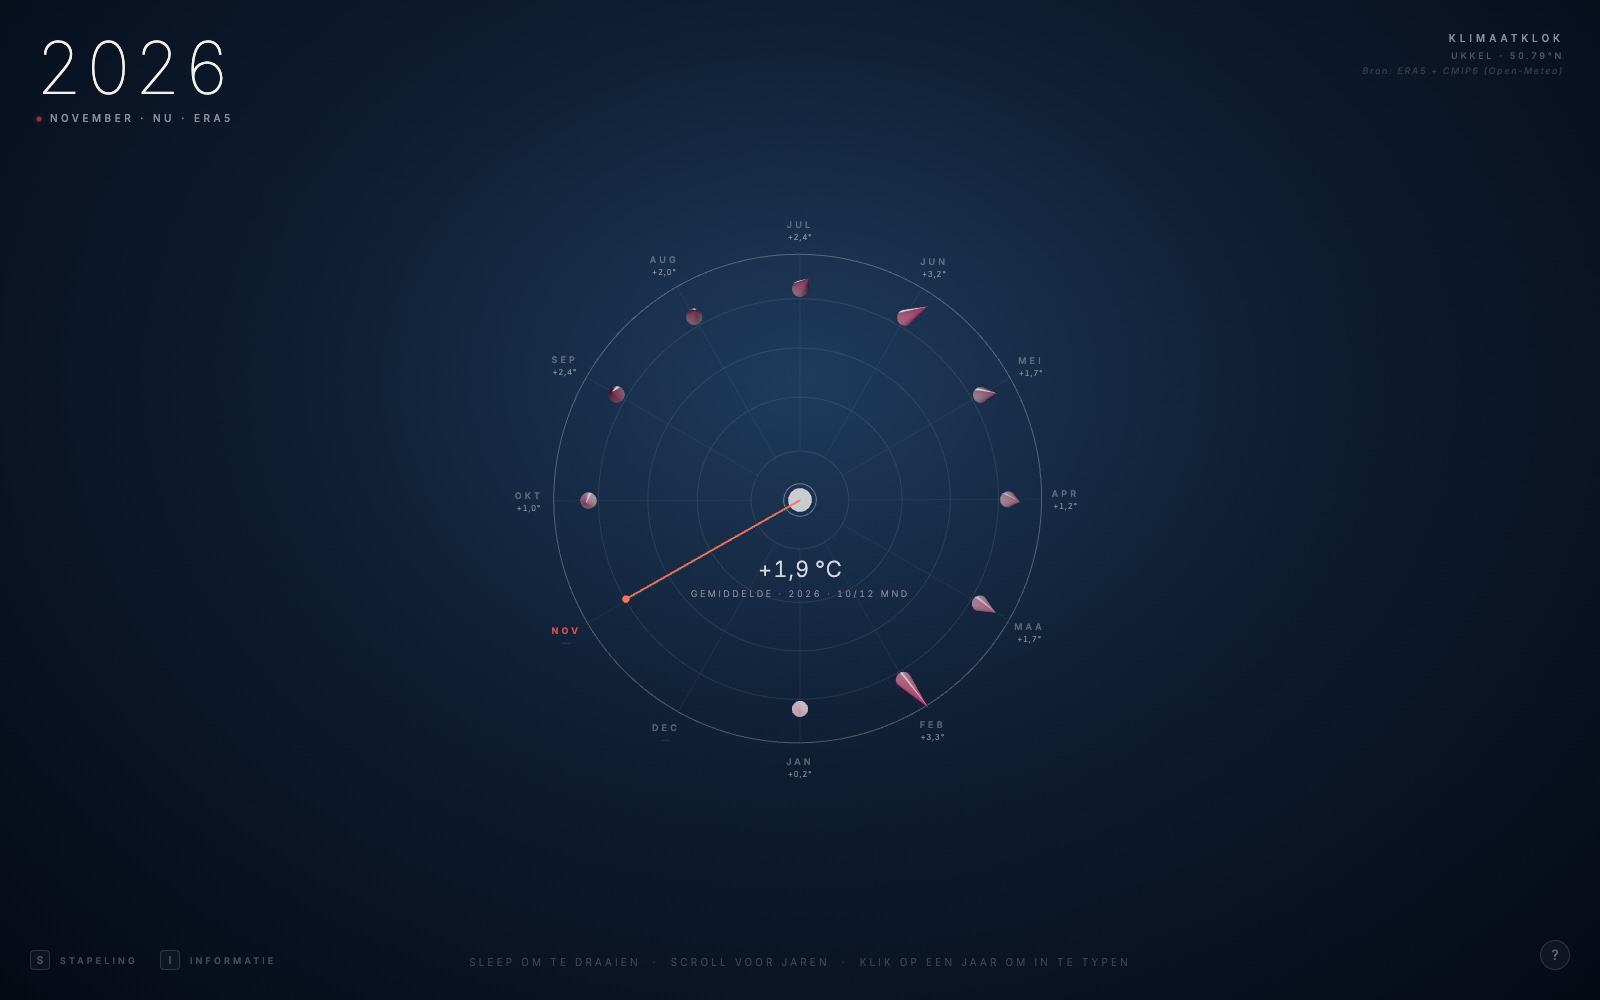 2026
NOVEMBER · NU · ERA5
KLIMAATKLOK
UKKEL · 50.79°N
Bron: ERA5 + CMIP6 (Open-Meteo)
JUL
+2,4°
AUG
+2,0°
JUN
+3,2°
SEP
+2,4°
MEI
+1,7°
OKT
+1,0°
APR
+1,2°
+1,9 °C
GEMIDDELDE · 2026 · 10/12 MND
NOV
—
MAA
+1,7°
DEC
—
FEB
+3,3°
JAN
+0,2°
S STAPELING
I INFORMATIE
SLEEP OM TE DRAAIEN · SCROLL VOOR JAREN · KLIK OP EEN JAAR OM IN TE TYPEN
?